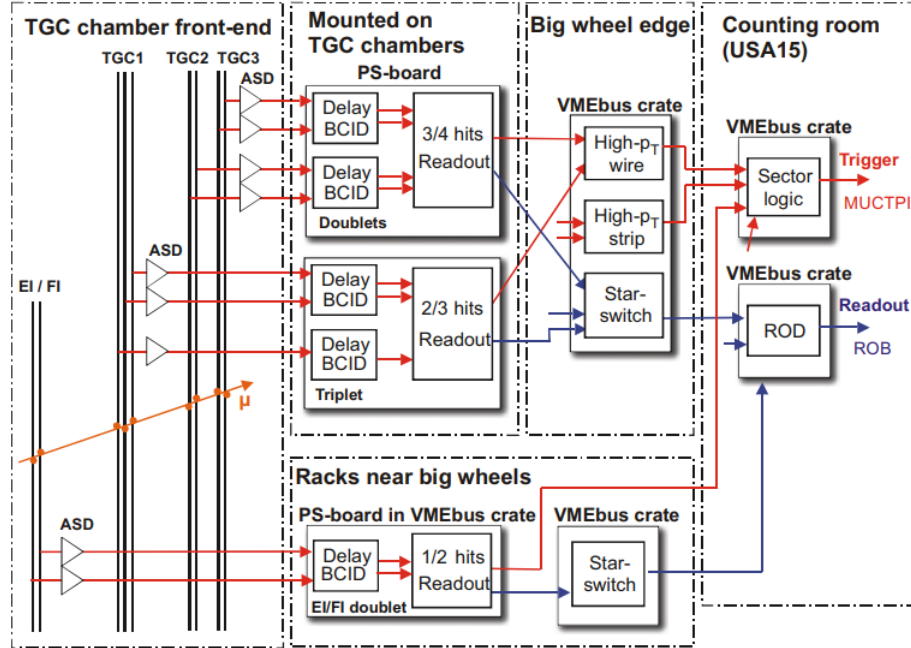 TGC chamber front-end
TGC1
TGC2
TGC3
ASD
ASD
EI / FI
μ
ASD
Mounted on
TGC chambers
PS-board
Delay
BCID
Delay
BCID
3/4 hits
Readout
Doublets
Delay
BCID
Delay
BCID
2/3 hits
Readout
Triplet
Big wheel edge
VMEbus crate
High-pT
wire
High-pT
strip
Star-
switch
Counting room
(USA15)
VMEbus crate
Sector
logic
Trigger
MUCTPI
VMEbus crate
ROD
Readout
ROB
Racks near big wheels
PS-board in VMEbus crate
Delay
BCID
1/2 hits
Readout
EI/FI doublet
VMEbus crate
Star-
switch